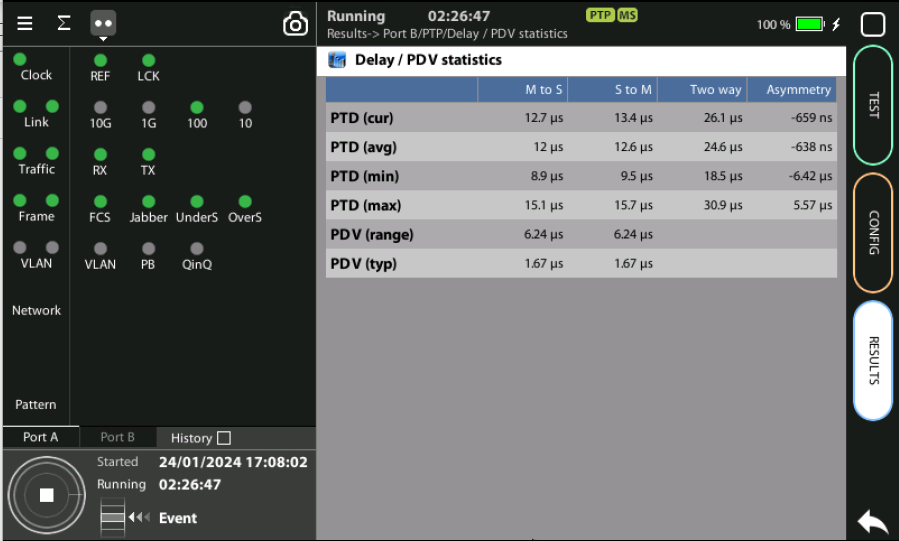 Running 02:26:47 PTP MS 100 %
Results-> Port B/PTP/Delay / PDV statistics
Delay / PDV statistics
M to S S to M Two way Asymmetry
PTD (cur) 12.7 µs 13.4 µs 26.1 µs -659 ns
PTD (avg) 12 µs 12.6 µs 24.6 µs -638 ns
PTD (min) 8.9 µs 9.5 µs 18.5 µs -6.42 µs
PTD (max) 15.1 µs 15.7 µs 30.9 µs 5.57 µs
PDV (range) 6.24 µs 6.24 µs
PDV (typ) 1.67 µs 1.67 µs
Clock REF LCK
Link 10G 1G 100 10
Traffic RX TX
Frame FCS Jabber UnderS OverS
VLAN VLAN PB QinQ
Network
Pattern
Port A Port B History
Started 24/01/2024 17:08:02
Running 02:26:47
Event
TEST
CONFIG
RESULTS